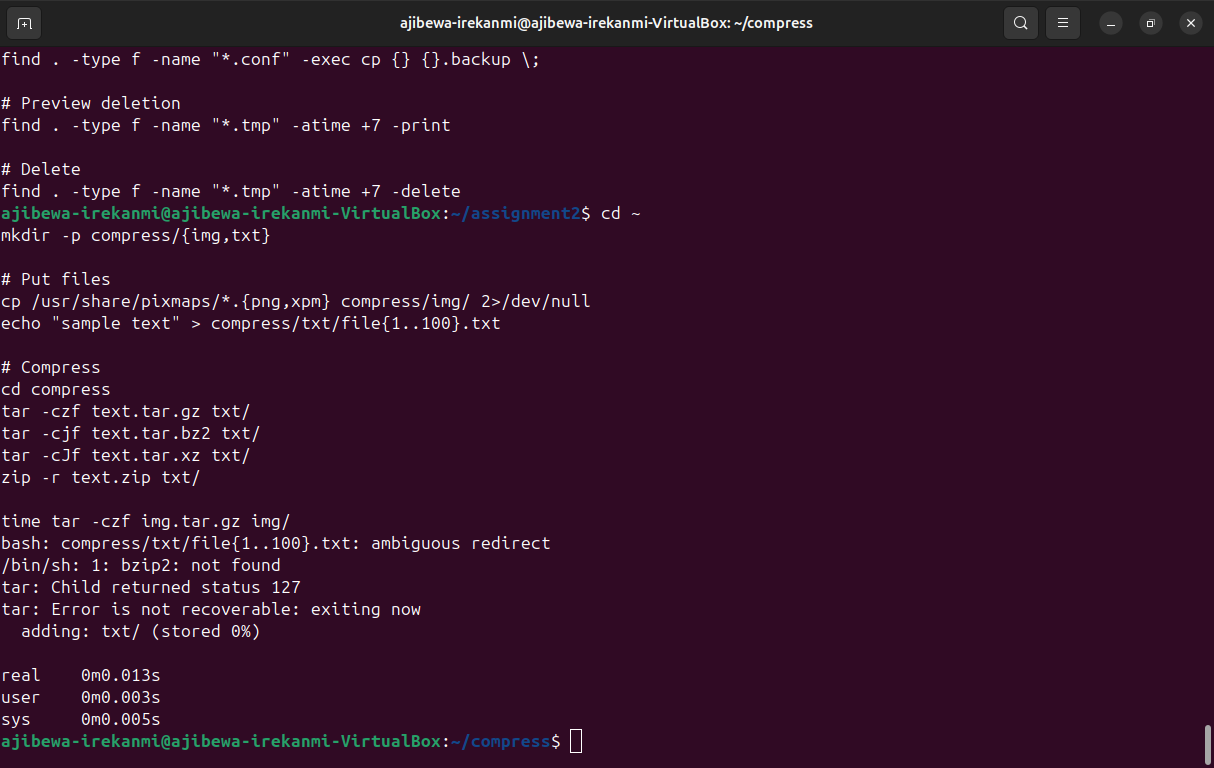 ajibewa-irekanmi@ajibewa-irekanmi-VirtualBox: ~/compress
find . -type f -name "*.conf" -exec cp {} {}.backup \;
# Preview deletion
find . -type f -name "*.tmp" -atime +7 -print
# Delete
find . -type f -name "*.tmp" -atime +7 -delete
ajibewa-irekanmi@ajibewa-irekanmi-VirtualBox:~/assignment2$ cd ~
mkdir -p compress/{img,txt}
# Put files
cp /usr/share/pixmaps/*.{png,xpm} compress/img/ 2>/dev/null
echo "sample text" > compress/txt/file{1..100}.txt
# Compress
cd compress
tar -czf text.tar.gz txt/
tar -cjf text.tar.bz2 txt/
tar -cJf text.tar.xz txt/
zip -r text.zip txt/
time tar -czf img.tar.gz img/
bash: compress/txt/file{1..100}.txt: ambiguous redirect
/bin/sh: 1: bzip2: not found
tar: Child returned status 127
tar: Error is not recoverable: exiting now
  adding: txt/ (stored 0%)
real    0m0.013s
user    0m0.003s
sys     0m0.005s
ajibewa-irekanmi@ajibewa-irekanmi-VirtualBox:~/compress$